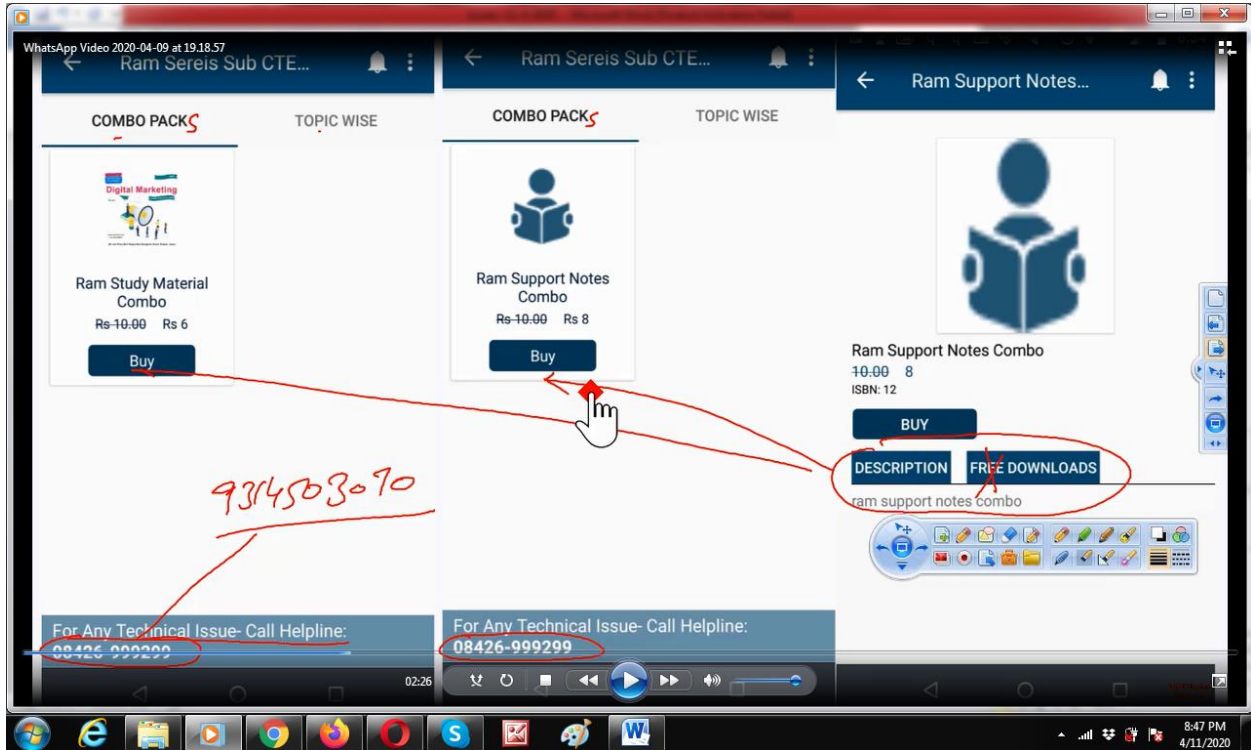 WhatsApp Video 2020-04-09 at 19.18.57
Ram Sereis Sub CTE...
COMBO PACKS
TOPIC WISE
Digital Marketing
Ram Study Material
Combo
Rs 10.00 Rs 6
Buy
9314503070
For Any Technical Issue- Call Helpline:
08426-999299
02:26
Ram Sereis Sub CTE...
COMBO PACKS
TOPIC WISE
Ram Support Notes
Combo
Rs 10.00 Rs 8
Buy
For Any Technical Issue- Call Helpline:
08426-999299
Ram Support Notes...
Ram Support Notes Combo
10.00 8
ISBN: 12
BUY
DESCRIPTION
FREE DOWNLOADS
ram support notes combo
8:47 PM
4/11/2020